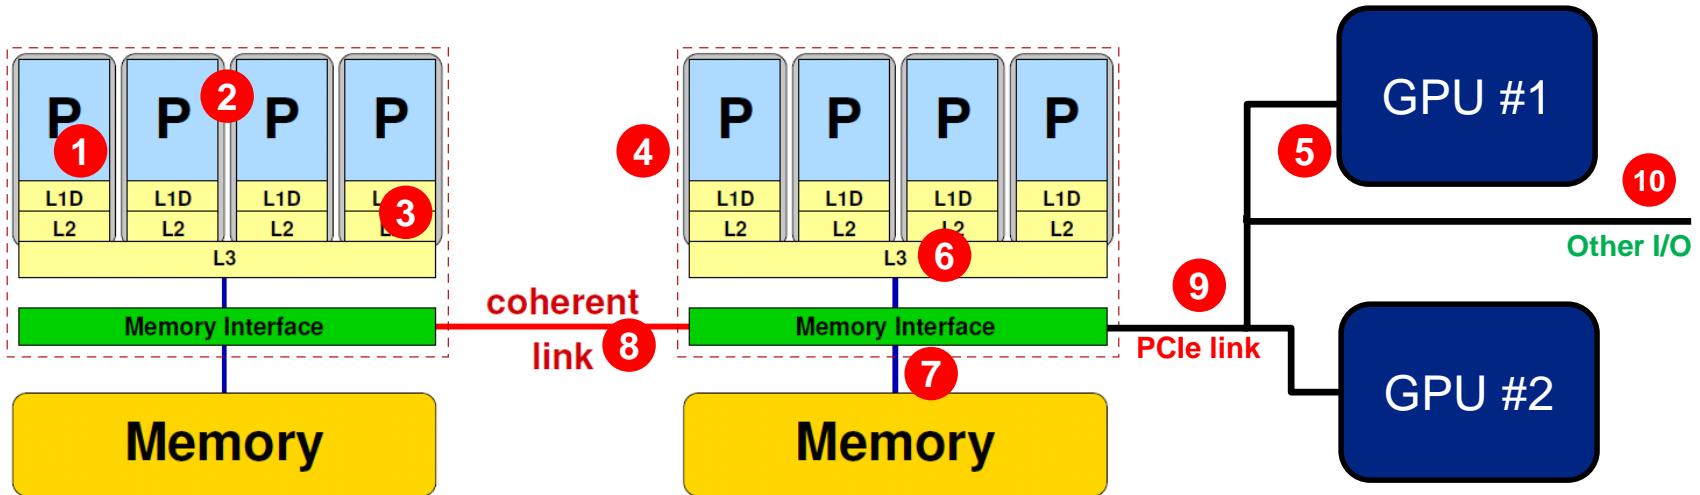 P P P P
1
2
L1D L1D L1D
L2 L2 L2
3
L3
Memory Interface
Memory
coherent
link
8
4
P P P P
L1D L1D L1D L1D
L2 L2 L2 L2
L3
6
Memory Interface
7
Memory
9
PCIe link
5
GPU #1
10
Other I/O
GPU #2